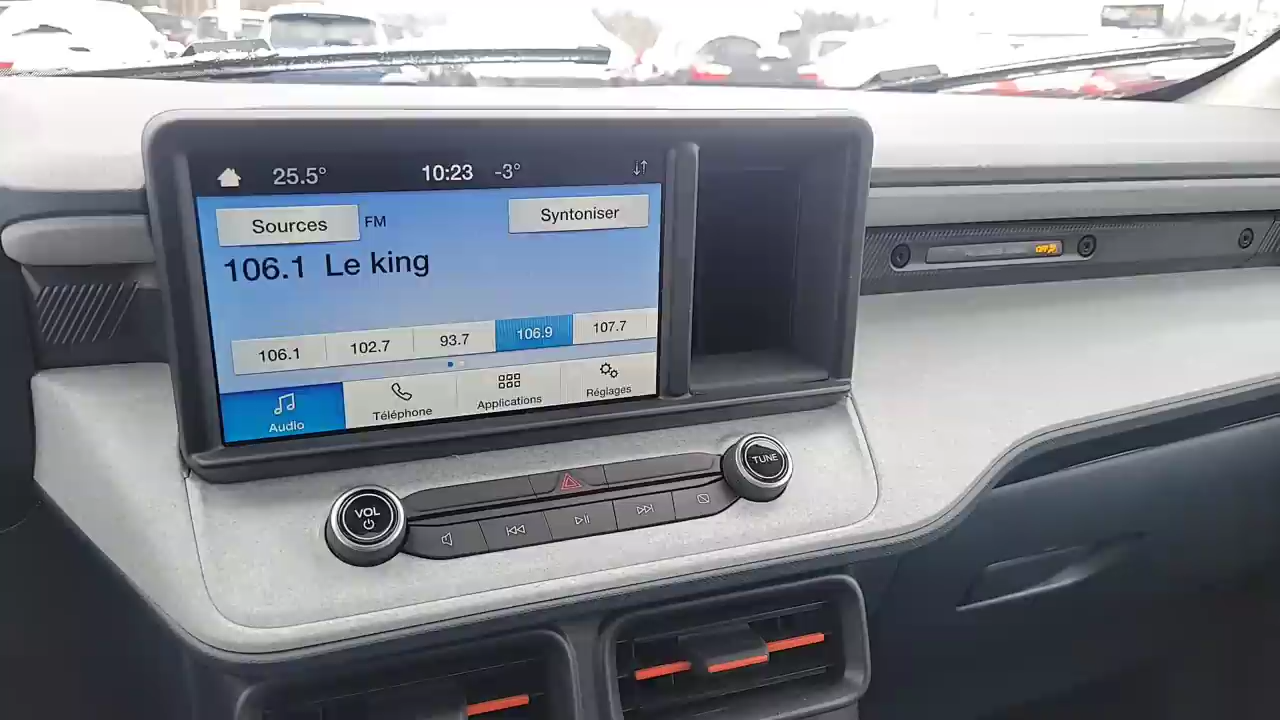 25.5° 10:23 -3°
Sources FM Syntoniser
106.1 Le king
106.1 102.7 93.7 106.9 107.7
Audio Téléphone Applications Réglages
VOL TUNE
OFF